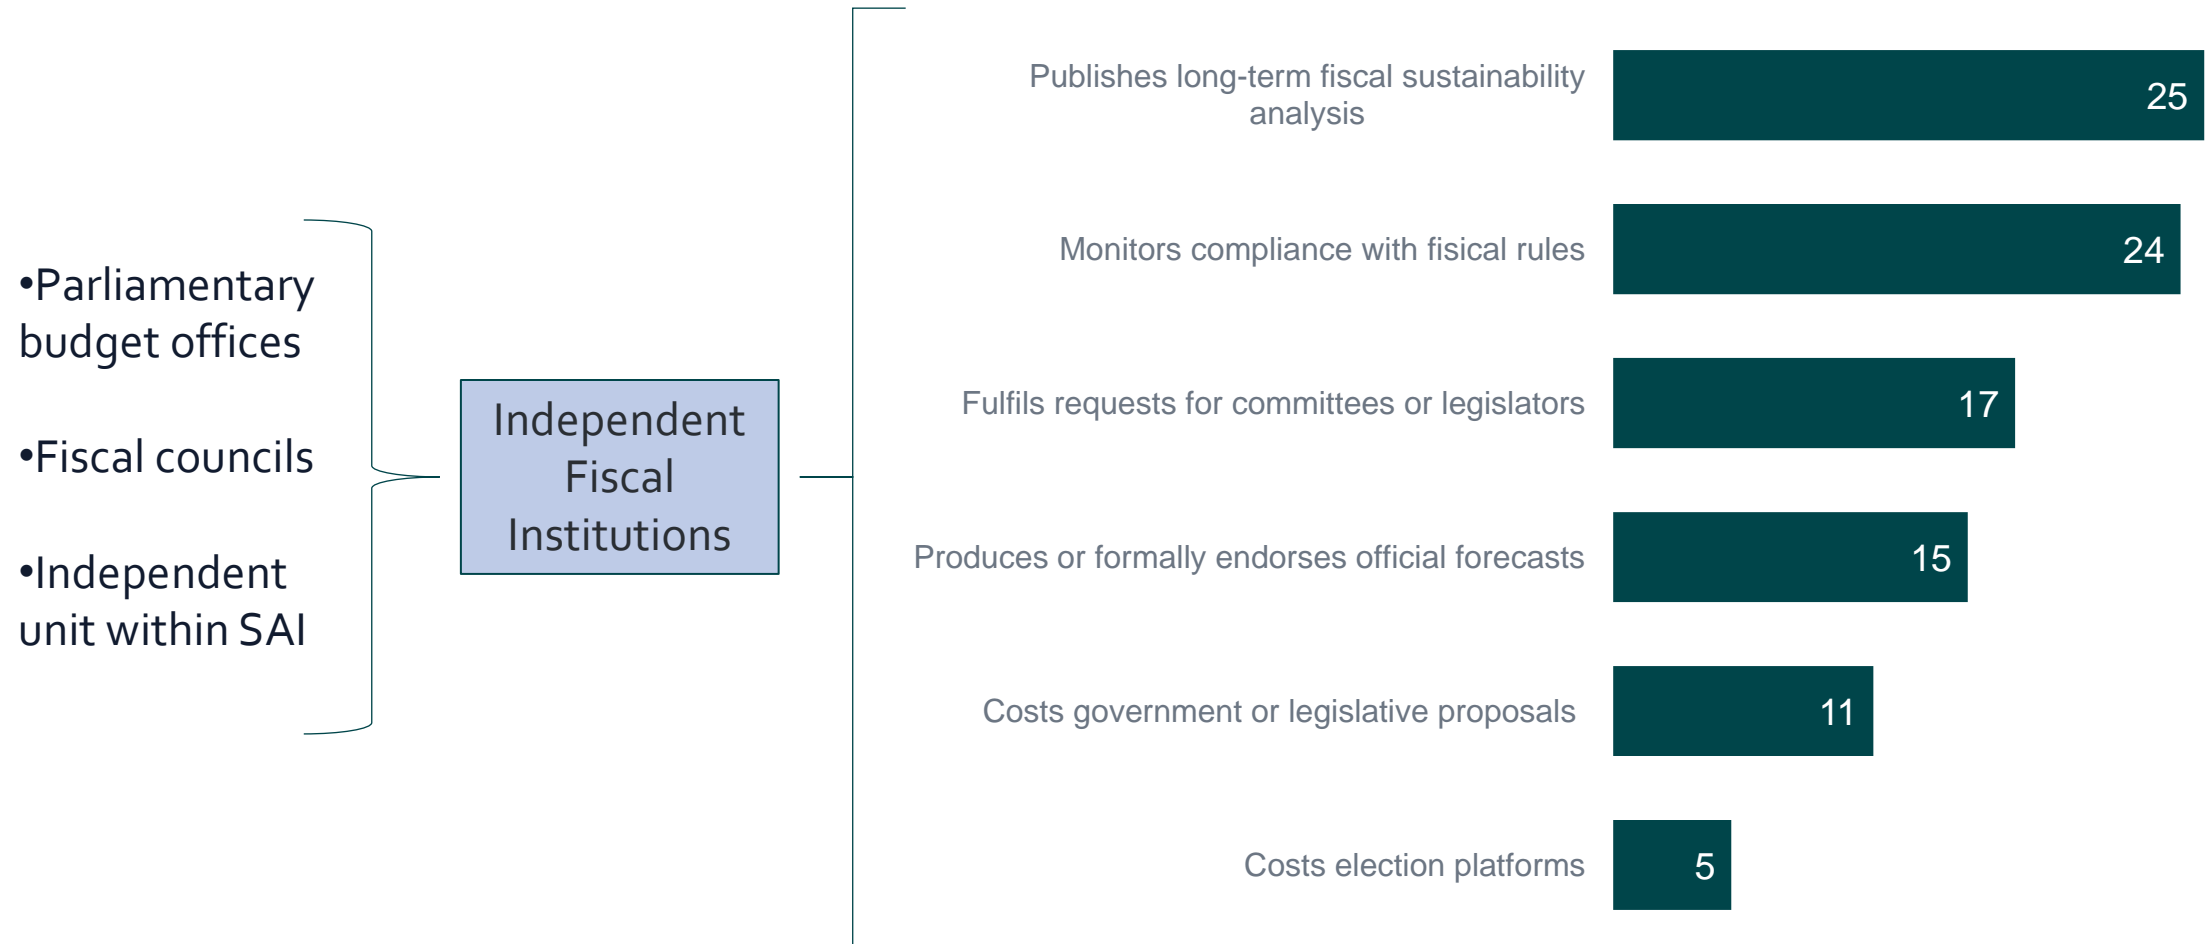 •Parliamentary
budget offices
•Fiscal councils
•Independent
unit within SAI
Independent
Fiscal
Institutions
Publishes long-term fiscal sustainability
analysis
25
Monitors compliance with fisical rules
24
Fulfils requests for committees or legislators
17
Produces or formally endorses official forecasts
15
Costs government or legislative proposals
11
Costs election platforms
5